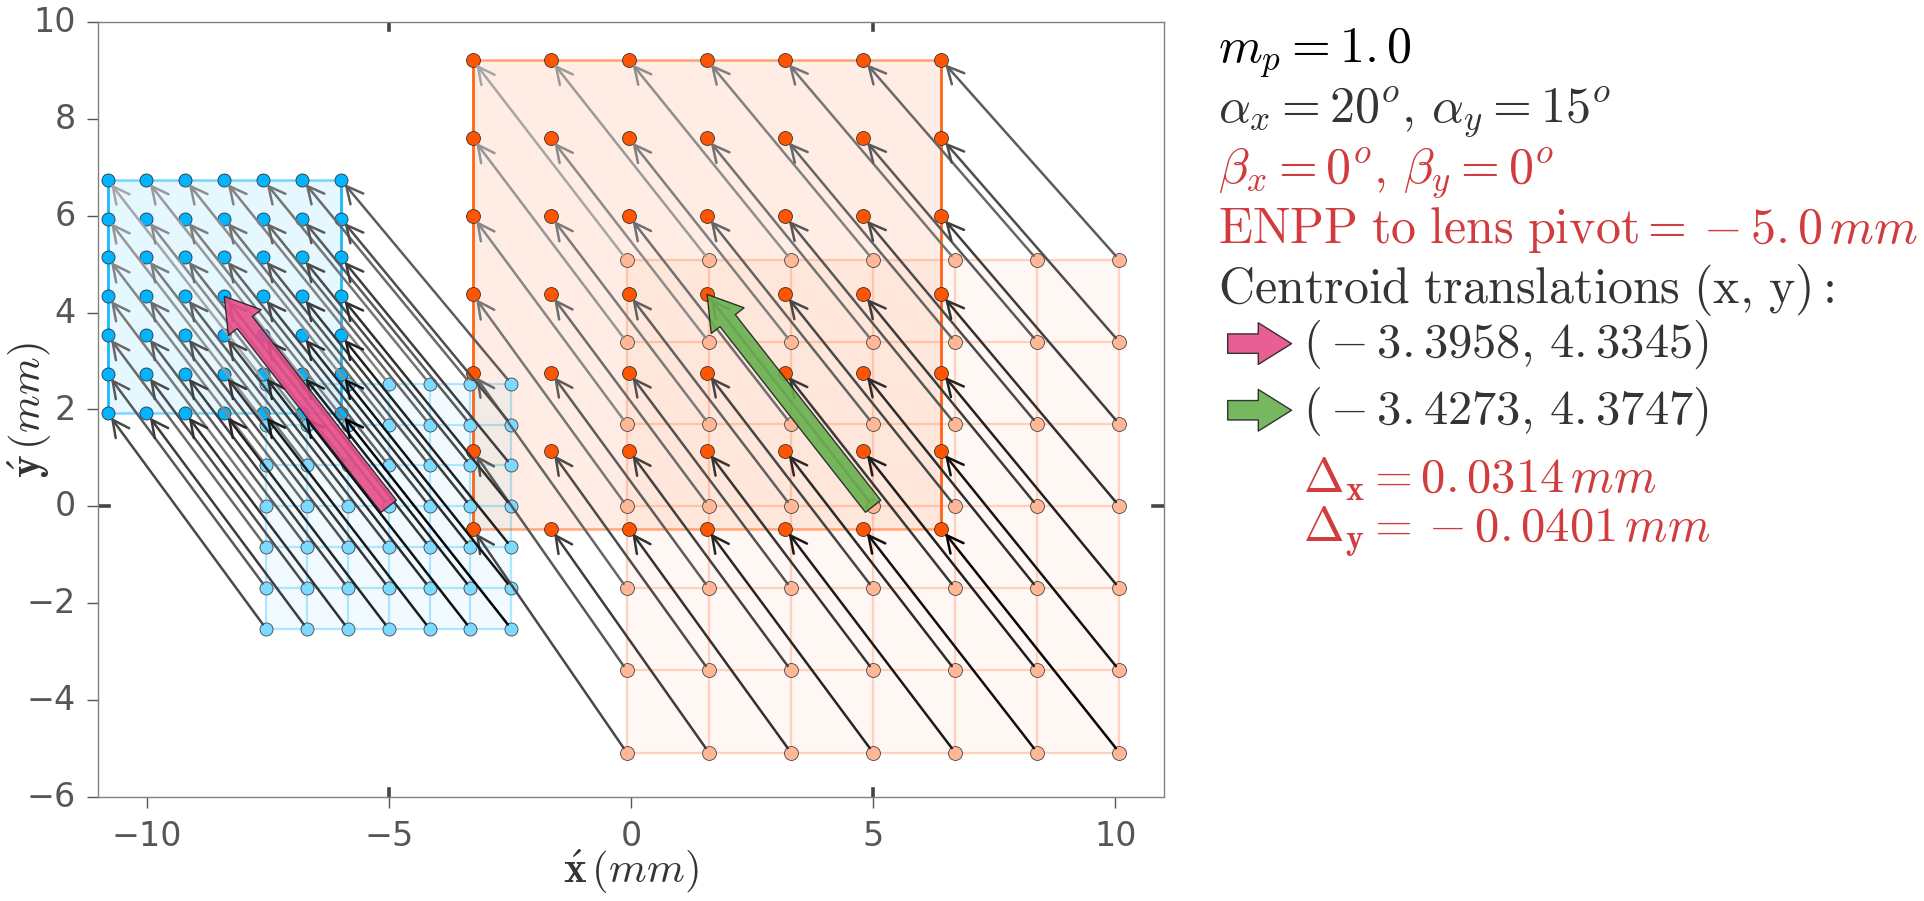 10
8
6
4
2
0
−2
−4
−6
−10 −5 0 5 10
x́ (mm)
ý (mm)
m_p = 1.0
α_x = 20^o, α_y = 15^o
β_x = 0^o, β_y = 0^o
ENPP to lens pivot = −5.0 mm
Centroid translations (x, y) :
(−3.3958, 4.3345)
(−3.4273, 4.3747)
Δ_x = 0.0314 mm
Δ_y = −0.0401 mm